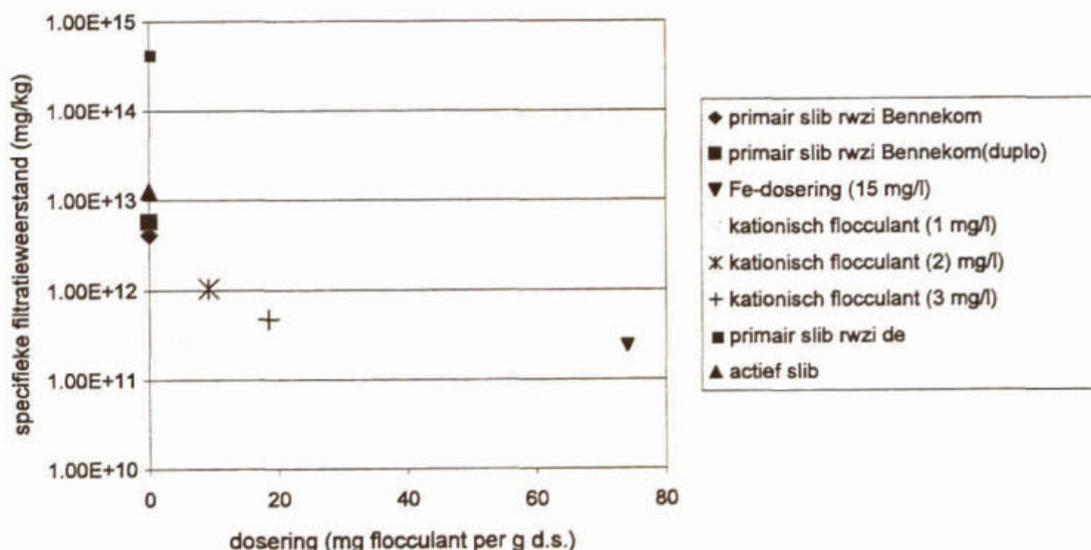 specifieke filtratieweerstand (mg/kg)
1.00E+15
1.00E+14
1.00E+13
1.00E+12
1.00E+11
1.00E+10
0
20
40
60
80
dosering (mg flocculant per g d.s.)
primair slib rwzi Bennekom
primair slib rwzi Bennekom(duplo)
Fe-dosering (15 mg/l)
kationisch flocculant (1 mg/l)
kationisch flocculant (2) mg/l)
kationisch flocculant (3 mg/l)
primair slib rwzi de
actief slib